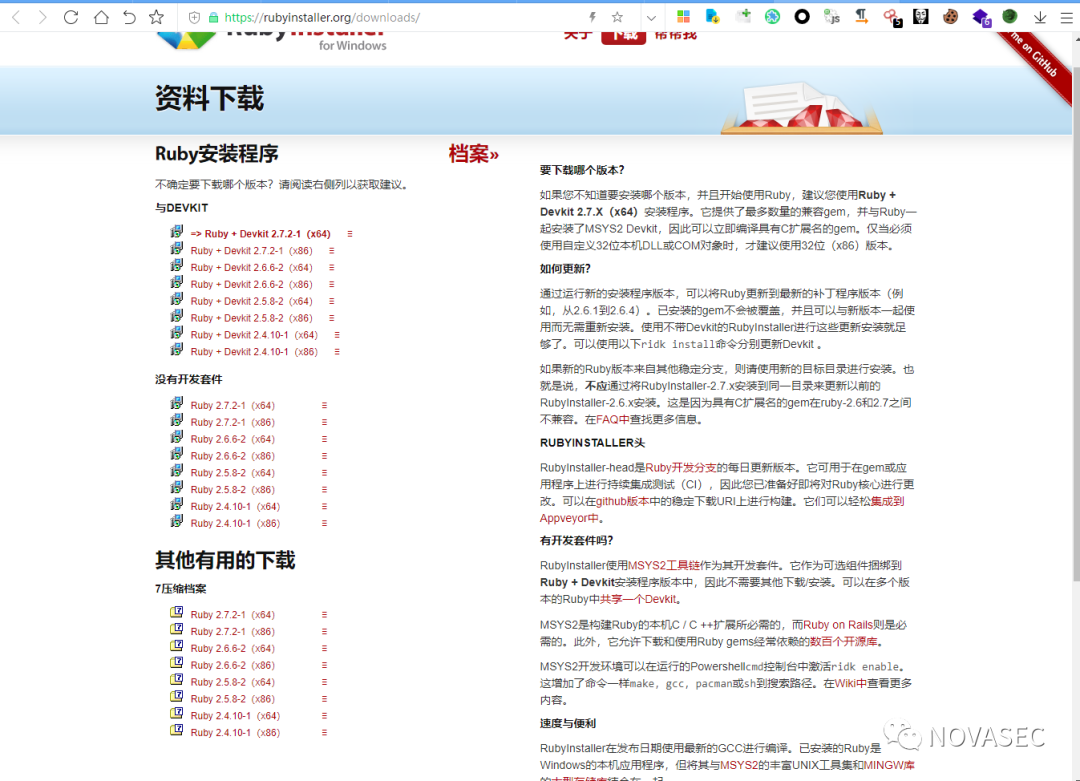 https://rubyinstaller.org/downloads/
RubyInstaller
for Windows
关于 下载 帮帮我
me on GitHub
资料下载
Ruby安装程序
档案»
不确定要下载哪个版本？请阅读右侧列以获取建议。
与DEVKIT
=> Ruby + Devkit 2.7.2-1（x64）
Ruby + Devkit 2.7.2-1（x86）
Ruby + Devkit 2.6.6-2（x64）
Ruby + Devkit 2.6.6-2（x86）
Ruby + Devkit 2.5.8-2（x64）
Ruby + Devkit 2.5.8-2（x86）
Ruby + Devkit 2.4.10-1（x64）
Ruby + Devkit 2.4.10-1（x86）
没有开发套件
Ruby 2.7.2-1（x64）
Ruby 2.7.2-1（x86）
Ruby 2.6.6-2（x64）
Ruby 2.6.6-2（x86）
Ruby 2.5.8-2（x64）
Ruby 2.5.8-2（x86）
Ruby 2.4.10-1（x64）
Ruby 2.4.10-1（x86）
其他有用的下载
7压缩档案
Ruby 2.7.2-1（x64）
Ruby 2.7.2-1（x86）
Ruby 2.6.6-2（x64）
Ruby 2.6.6-2（x86）
Ruby 2.5.8-2（x64）
Ruby 2.5.8-2（x86）
Ruby 2.4.10-1（x64）
Ruby 2.4.10-1（x86）
要下载哪个版本？
如果您不知道要安装哪个版本，并且开始使用Ruby，建议您使用Ruby +
Devkit 2.7.X（x64）安装程序。它提供了最多数量的兼容gem，并与Ruby一
起安装了MSYS2 Devkit，因此可以立即编译具有C扩展名的gem。仅当必须
使用自定义32位本机DLL或COM对象时，才建议使用32位（x86）版本。
如何更新？
通过运行新的安装程序版本，可以将Ruby更新到最新的补丁程序版本（例
如，从2.6.1到2.6.4）。已安装的gem不会被覆盖，并且可以与新版本一起使
用而无需重新安装。使用不带Devkit的RubyInstaller进行这些更新安装就足
够了。可以使用以下ridk install命令分别更新Devkit 。
如果新的Ruby版本来自其他稳定分支，则请使用新的目标目录进行安装。也
就是说，不应通过将RubyInstaller-2.7.x安装到同一目录来更新以前的
RubyInstaller-2.6.x安装。这是因为具有C扩展名的gem在ruby-2.6和2.7之间
不兼容。在FAQ中查找更多信息。
RUBYINSTALLER头
RubyInstaller-head是Ruby开发分支的每日更新版本。它可用于在gem或应
用程序上进行持续集成测试（CI），因此您已准备好即将对Ruby核心进行更
改。可以在github版本中的稳定下载URI上进行构建。它们可以轻松集成到
Appveyor中。
有开发套件吗？
RubyInstaller使用MSYS2工具链作为其开发套件。它作为可选组件捆绑到
Ruby + Devkit安装程序版本中，因此不需要其他下载/安装。可以在多个版
本的Ruby中共享一个Devkit。
MSYS2是构建Ruby的本机C / C ++扩展所必需的，而Ruby on Rails则是必
需的。此外，它允许下载和使用Ruby gems经常依赖的数百个开源库。
MSYS2开发环境可以在运行的Powershellcmd控制台中激活ridk enable。
这增加了命令一样make，gcc，pacman或sh到搜索路径。在Wiki中查看更多
内容。
速度与便利
RubyInstaller在发布日期使用最新的GCC进行编译。已安装的Ruby是
Windows的本机应用程序，但将其与MSYS2的丰富UNIX工具集和MINGW库
NOVASEC